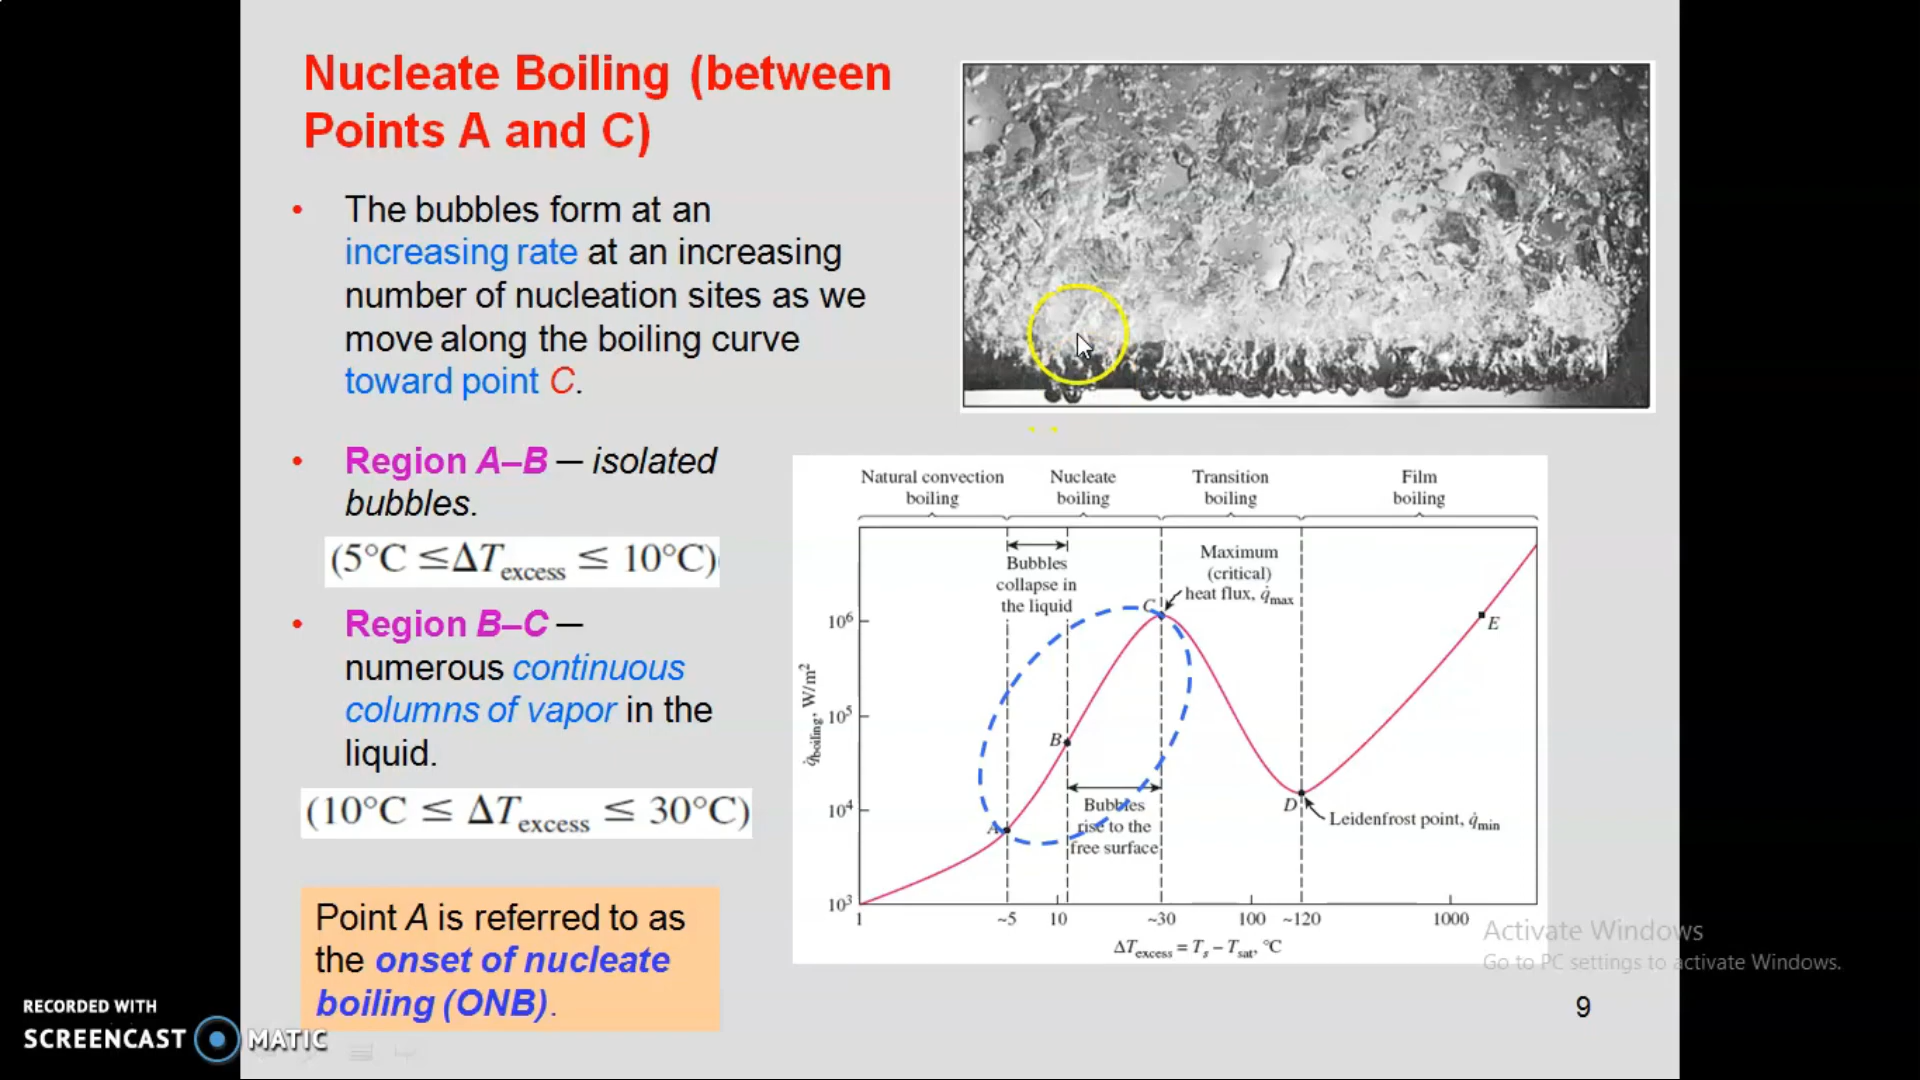 Nucleate Boiling (between
Points A and C)
• The bubbles form at an
increasing rate at an increasing
number of nucleation sites as we
move along the boiling curve
toward point C.
• Region A–B — isolated
bubbles.
(5°C ≤ΔTexcess ≤ 10°C)
• Region B–C —
numerous continuous
columns of vapor in the
liquid.
(10°C ≤ ΔTexcess ≤ 30°C)
Point A is referred to as
the onset of nucleate
boiling (ONB).
Natural convection
boiling
Nucleate
boiling
Transition
boiling
Film
boiling
Bubbles
collapse in
the liquid
Maximum
(critical)
heat flux, q̇max
C
E
B
A
D
Bubbles
rise to the
free surface
Leidenfrost point, q̇min
q̇boiling, W/m²
10⁶
10⁵
10⁴
10³
1 ~5 10 ~30 100 ~120 1000
ΔTexcess = Ts – Tsat, °C
Activate Windows
Go to PC settings to activate Windows.
9
RECORDED WITH
SCREENCAST MATIC